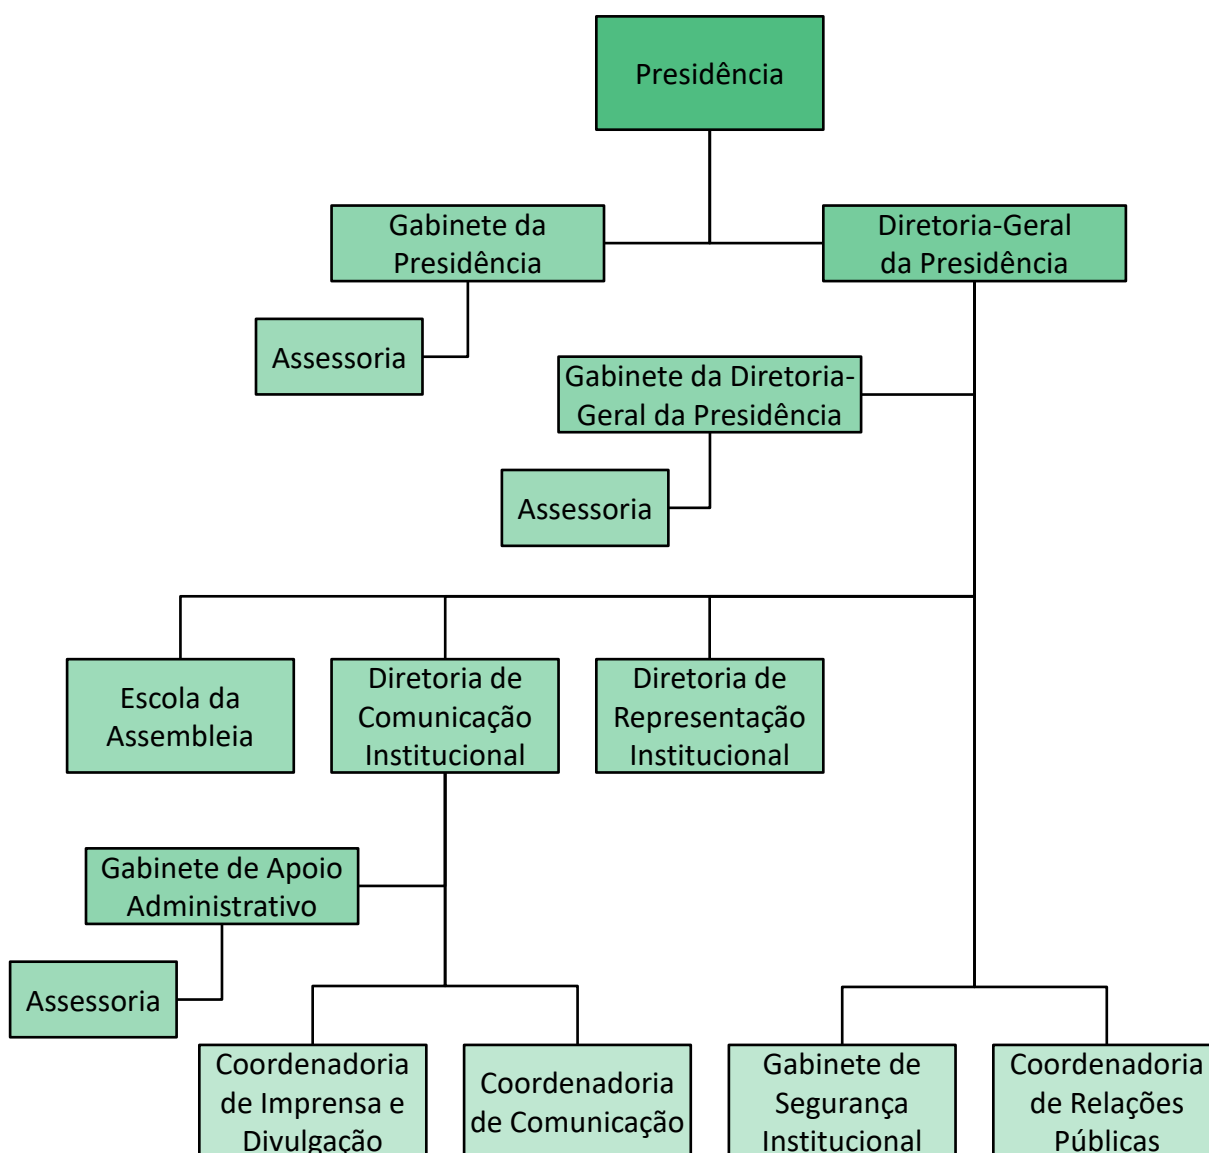 Presidência
Gabinete da
Presidência
Diretoria-Geral
da Presidência
Assessoria
Gabinete da Diretoria-
Geral da Presidência
Assessoria
Escola da
Assembleia
Diretoria de
Comunicação
Institucional
Diretoria de
Representação
Institucional
Gabinete de Apoio
Administrativo
Assessoria
Coordenadoria
de Imprensa e
Divulgação
Coordenadoria
de Comunicação
Gabinete de
Segurança
Institucional
Coordenadoria
de Relações
Públicas